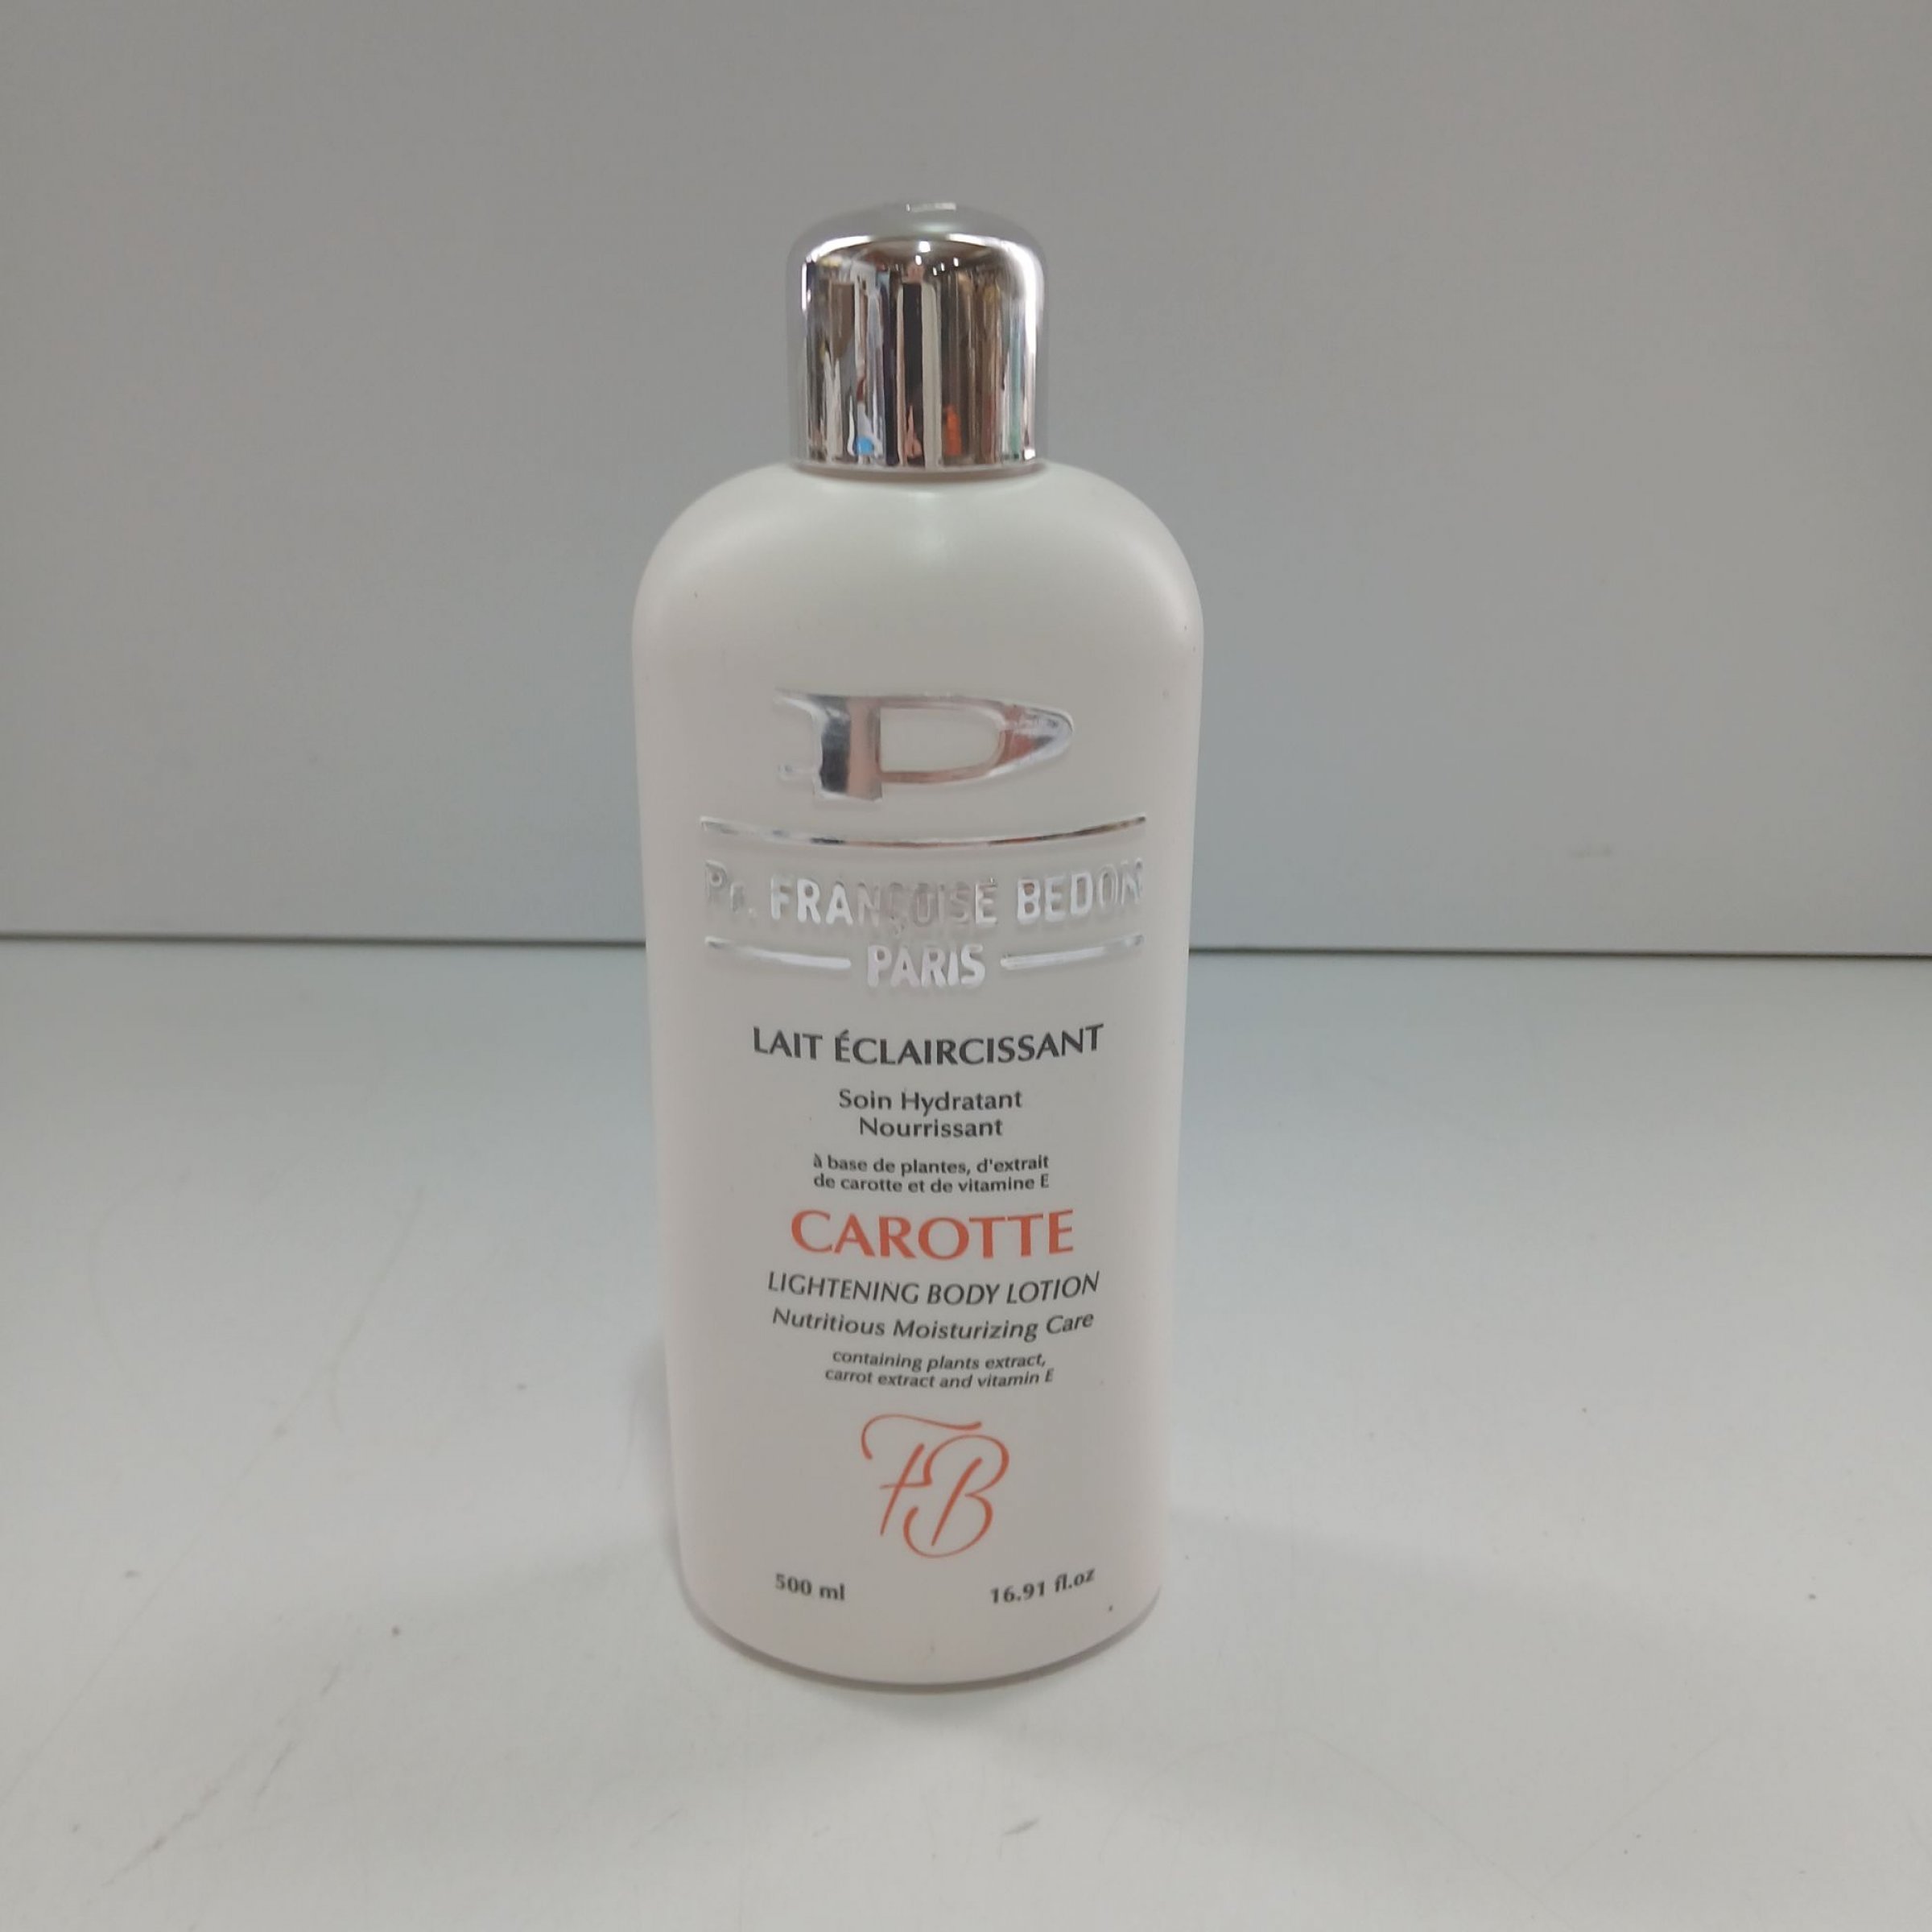 P
Pr. FRANÇOISE BEDON
PARIS
LAIT ÉCLAIRCISSANT
Soin Hydratant
Nourrissant
à base de plantes, d'extrait
de carotte et de vitamine E
CAROTTE
LIGHTENING BODY LOTION
Nutritious Moisturizing Care
containing plants extract,
carrot extract and vitamin E
FB
500 ml 16.91 fl.oz